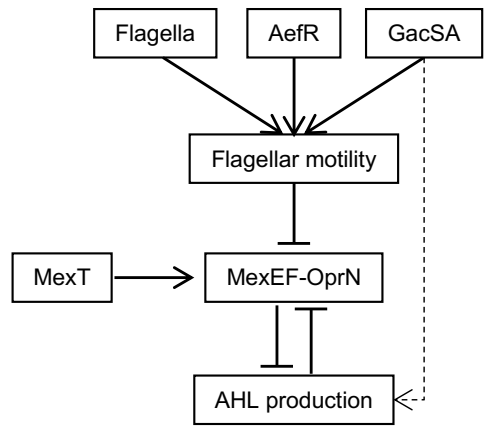 Flagella
AefR
GacSA
Flagellar motility
MexT
MexEF-OprN
AHL production